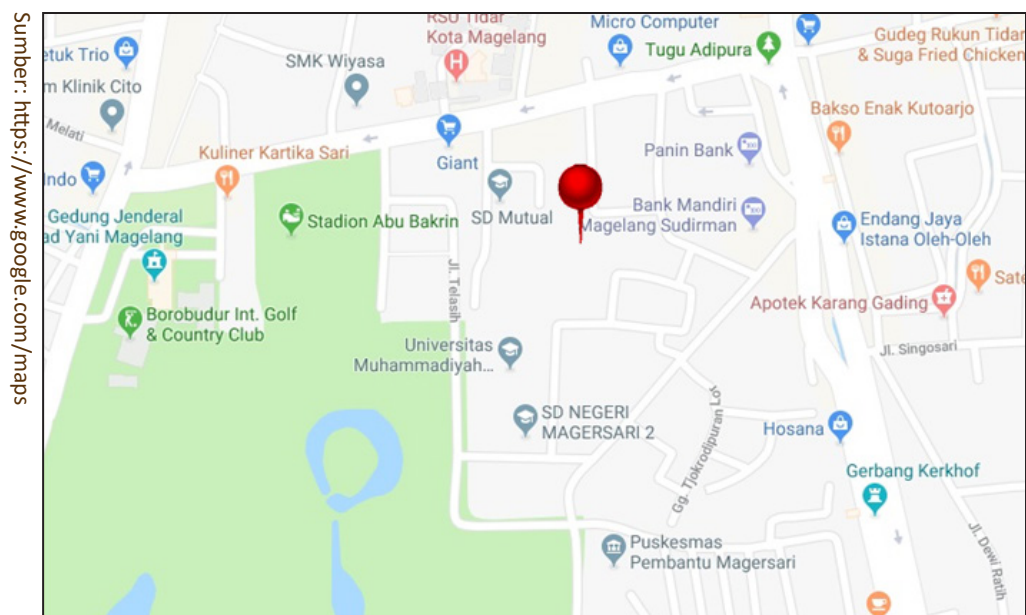 Sumber: https://www.google.com/maps
RSU Tidar
Kota Magelang
Micro Computer
Tugu Adipura
Gudeg Rukun Tidar
& Suga Fried Chicken
etuk Trio
SMK Wiyasa
m Klinik Cito
Melati
Bakso Enak Kutoarjo
Kuliner Kartika Sari
Giant
Panin Bank
Indo
Gedung Jenderal
ad Yani Magelang
Stadion Abu Bakrin
SD Mutual
Bank Mandiri
Magelang Sudirman
Endang Jaya
Istana Oleh-Oleh
Jl. Telasih
Sate
Apotek Karang Gading
Borobudur Int. Golf
& Country Club
Universitas
Muhammadiyah...
Jl. Singosari
SD NEGERI
MAGERSARI 2
Gg. Tjokrodipuran Lor
Hosana
Gerbang Kerkhof
Puskesmas
Pembantu Magersari
Jl. Dewi Ratih